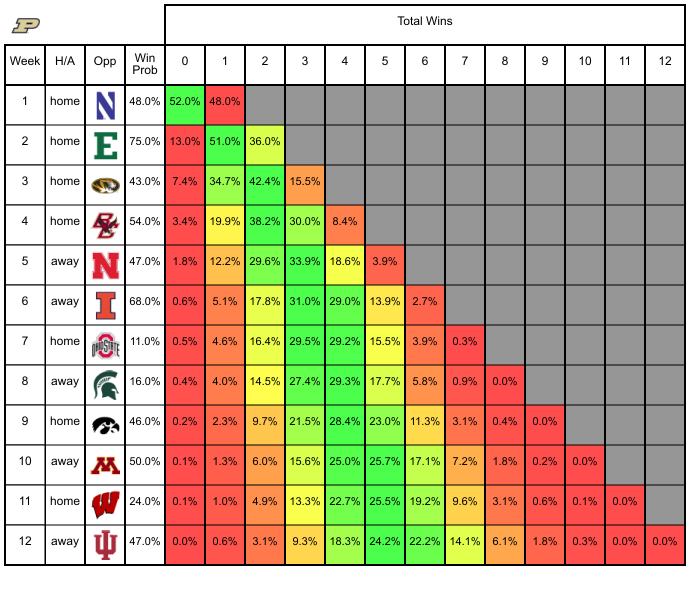 P
Total Wins
Week H/A Opp Win Prob 0 1 2 3 4 5 6 7 8 9 10 11 12
1 home N 48.0% 52.0% 48.0%
2 home E 75.0% 13.0% 51.0% 36.0%
3 home 43.0% 7.4% 34.7% 42.4% 15.5%
4 home BC 54.0% 3.4% 19.9% 38.2% 30.0% 8.4%
5 away N 47.0% 1.8% 12.2% 29.6% 33.9% 18.6% 3.9%
6 away I 68.0% 0.6% 5.1% 17.8% 31.0% 29.0% 13.9% 2.7%
7 home OHIO STATE 11.0% 0.5% 4.6% 16.4% 29.5% 29.2% 15.5% 3.9% 0.3%
8 away 16.0% 0.4% 4.0% 14.5% 27.4% 29.3% 17.7% 5.8% 0.9% 0.0%
9 home 46.0% 0.2% 2.3% 9.7% 21.5% 28.4% 23.0% 11.3% 3.1% 0.4% 0.0%
10 away M 50.0% 0.1% 1.3% 6.0% 15.6% 25.0% 25.7% 17.1% 7.2% 1.8% 0.2% 0.0%
11 home W 24.0% 0.1% 1.0% 4.9% 13.3% 22.7% 25.5% 19.2% 9.6% 3.1% 0.6% 0.1% 0.0%
12 away IU 47.0% 0.0% 0.6% 3.1% 9.3% 18.3% 24.2% 22.2% 14.1% 6.1% 1.8% 0.3% 0.0% 0.0%